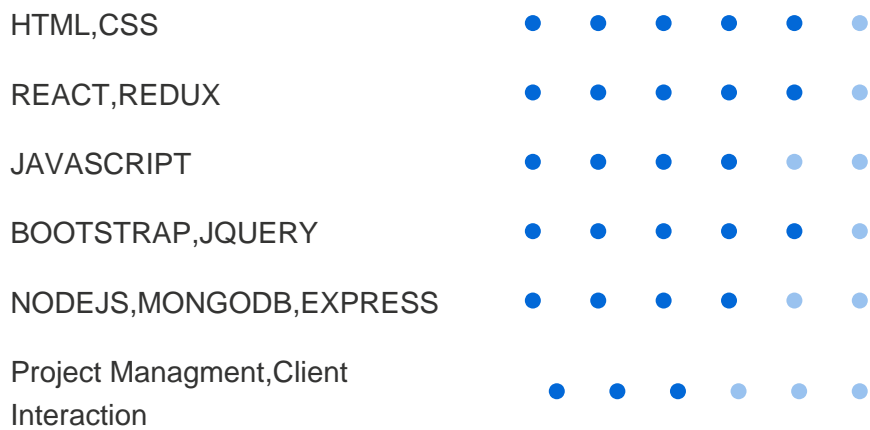 HTML,CSS
REACT,REDUX
JAVASCRIPT
BOOTSTRAP,JQUERY
NODEJS,MONGODB,EXPRESS
Project Managment,Client
Interaction